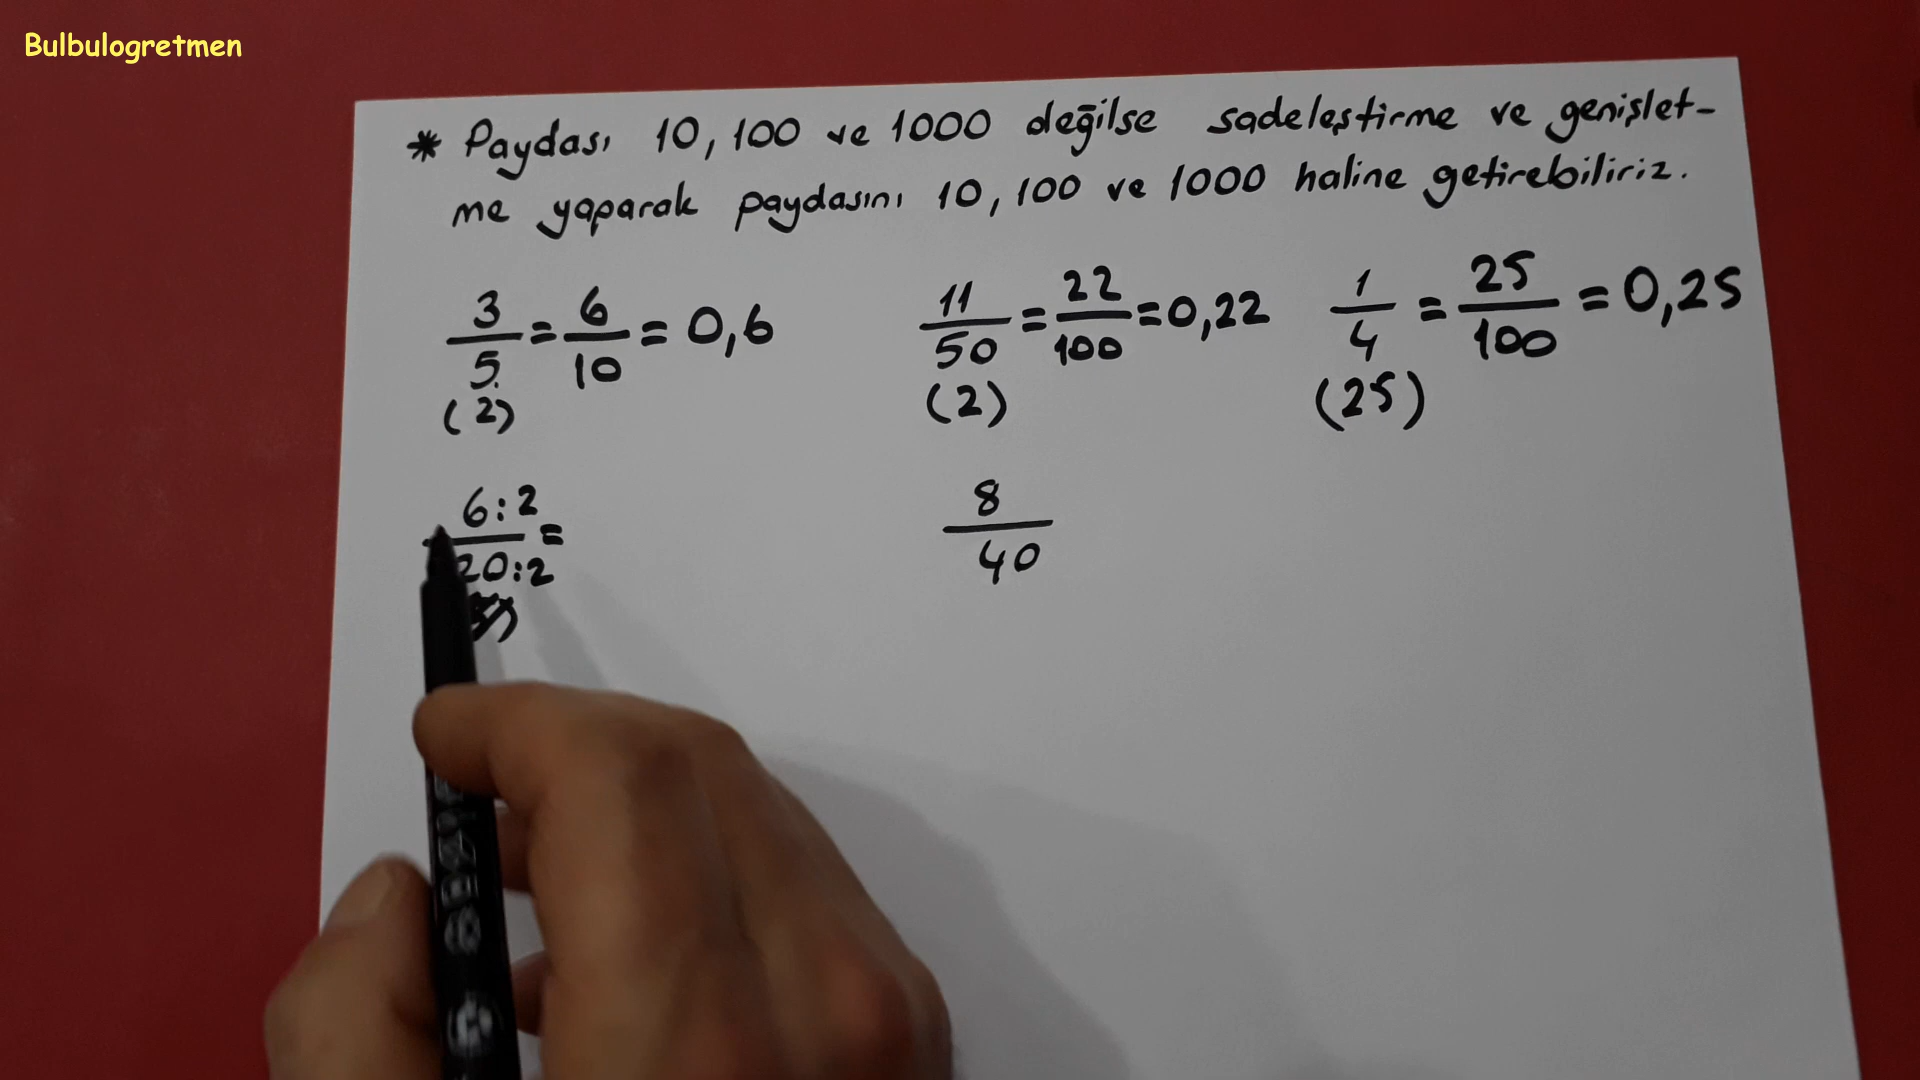 Bulbulogretmen
* Paydası 10, 100 ve 1000 değilse sadeleştirme ve genişlet-
me yaparak paydasını 10, 100 ve 1000 haline getirebiliriz.
3/5 = 6/10 = 0,6
(2)
11/50 = 22/100 = 0,22
(2)
1/4 = 25/100 = 0,25
(25)
6:2/20:2 =
8/40